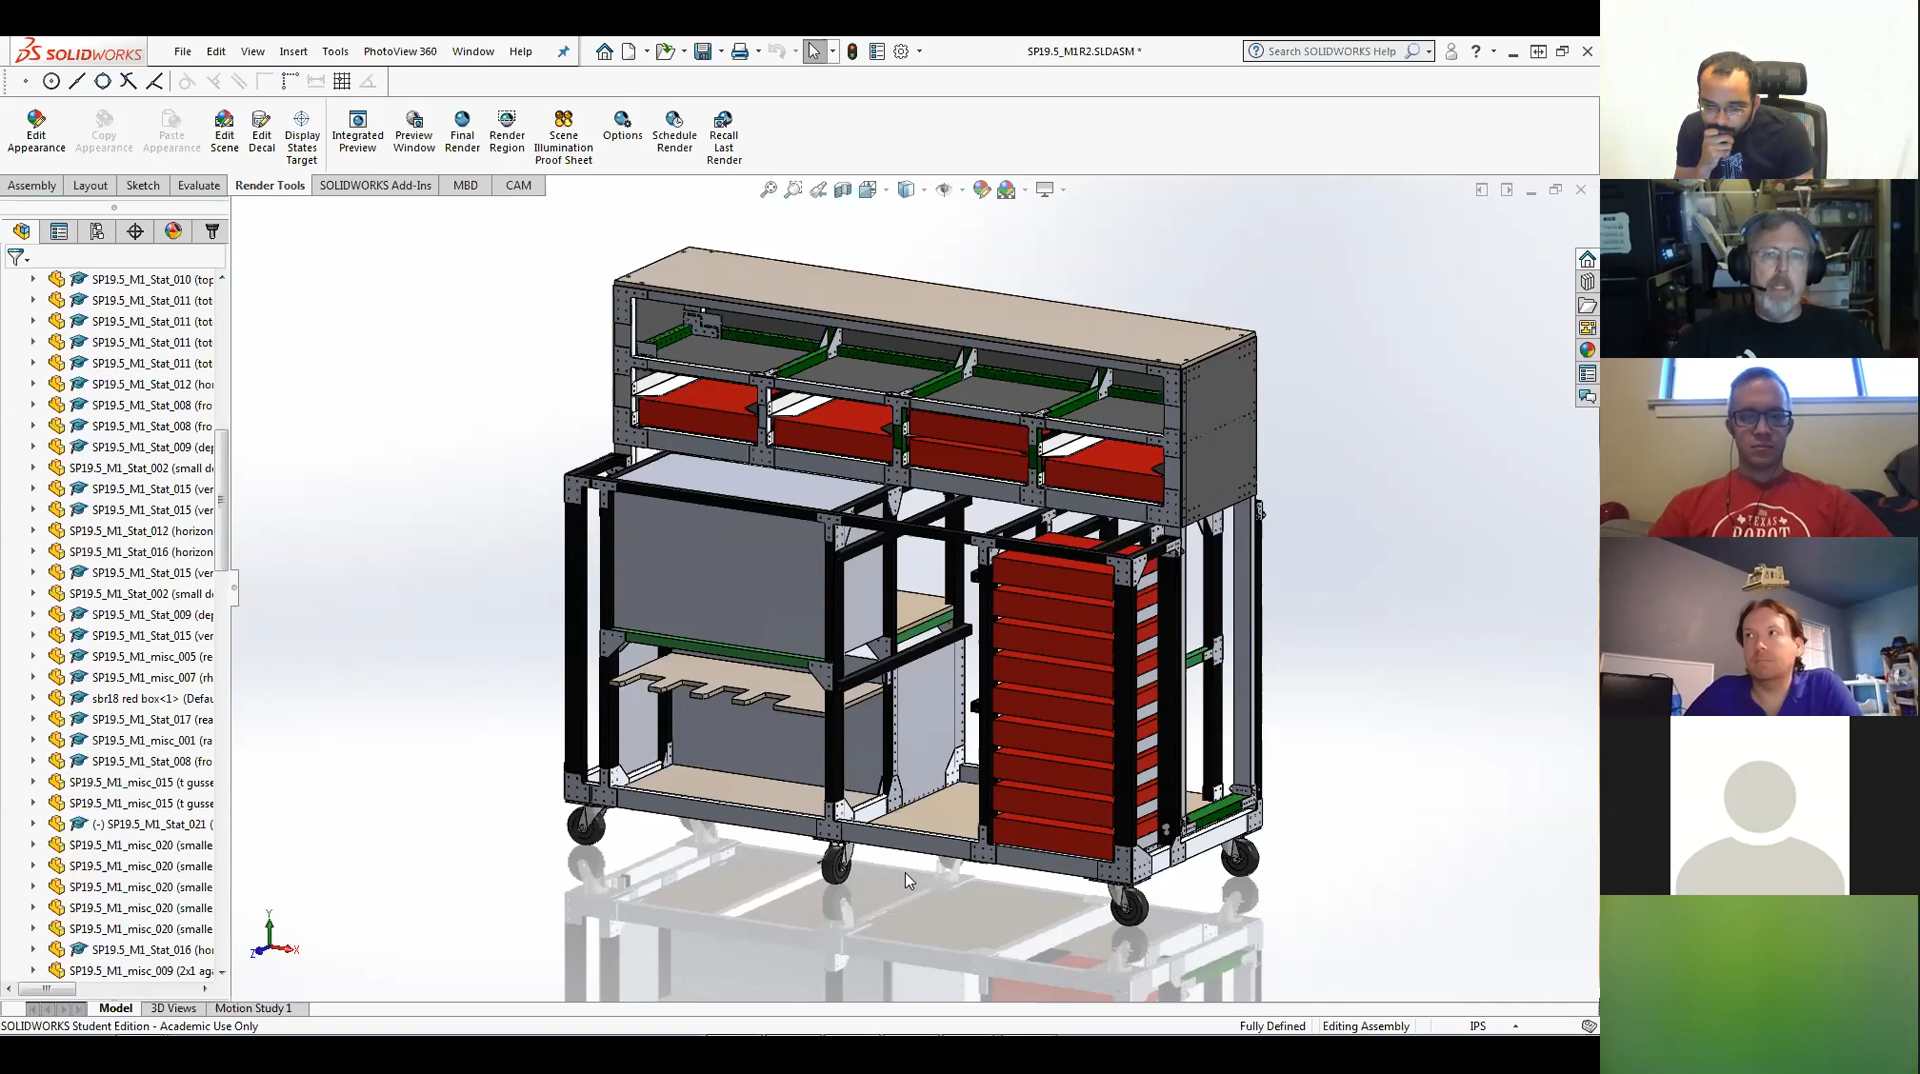 SOLIDWORKS File Edit View Insert Tools PhotoView 360 Window Help SP19.5_M1R2.SLDASM * Search SOLIDWORKS Help
Edit Appearance
Copy Appearance
Paste Appearance
Edit Scene
Edit Decal
Display States Target
Integrated Preview
Preview Window
Final Render
Render Region
Scene Illumination Proof Sheet
Options
Schedule Render
Recall Last Render
Assembly Layout Sketch Evaluate Render Tools SOLIDWORKS Add-Ins MBD CAM
SP19.5_M1_Stat_010 (top
SP19.5_M1_Stat_011 (tot
SP19.5_M1_Stat_011 (tot
SP19.5_M1_Stat_011 (tot
SP19.5_M1_Stat_011 (tot
SP19.5_M1_Stat_012 (ho
SP19.5_M1_Stat_008 (fro
SP19.5_M1_Stat_008 (fro
SP19.5_M1_Stat_009 (dep
SP19.5_M1_Stat_002 (small d
SP19.5_M1_Stat_015 (ver
SP19.5_M1_Stat_015 (ver
SP19.5_M1_Stat_012 (horizon
SP19.5_M1_Stat_016 (horizon
SP19.5_M1_Stat_015 (ver
SP19.5_M1_Stat_002 (small d
SP19.5_M1_Stat_009 (dep
SP19.5_M1_Stat_015 (ver
SP19.5_M1_misc_005 (re
SP19.5_M1_misc_007 (rh
sbr18 red box<1> (Defau
SP19.5_M1_Stat_017 (rea
SP19.5_M1_misc_001 (ra
SP19.5_M1_Stat_008 (fro
SP19.5_M1_misc_015 (t gusse
SP19.5_M1_misc_015 (t gusse
(-) SP19.5_M1_Stat_021 (
SP19.5_M1_misc_020 (smalle
SP19.5_M1_misc_020 (smalle
SP19.5_M1_misc_020 (smalle
SP19.5_M1_misc_020 (smalle
SP19.5_M1_misc_020 (smalle
SP19.5_M1_Stat_016 (hor
SP19.5_M1_misc_009 (2x1 ag
Y
Z X
Model 3D Views Motion Study 1
SOLIDWORKS Student Edition - Academic Use Only Fully Defined Editing Assembly IPS
TEXAS
ROBOT